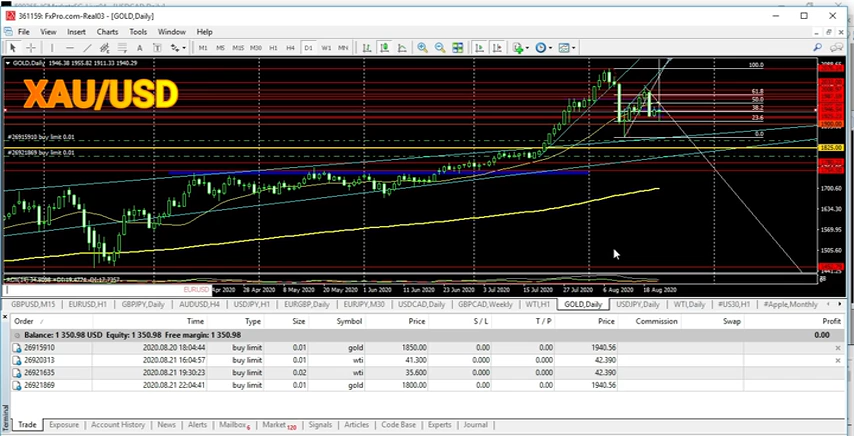 361159: FxPro.com-Real03 - [GOLD,Daily]
File View Insert Charts Tools Window Help
M1 M5 M15 M30 H1 H4 D1 W1 MN
GOLD,Daily 1946.38 1955.82 1911.33 1940.29
XAU/USD
100.0
61.8
50.0
38.2
23.6
0.0
#26915910 buy limit 0.01
#26921869 buy limit 0.01
1825.00
1700.60
1634.30
1569.95
1505.60
1441.25
EURUSD
Apr 2020 28 Apr 2020 8 May 2020 20 May 2020 1 Jun 2020 11 Jun 2020 23 Jun 2020 3 Jul 2020 15 Jul 2020 27 Jul 2020 6 Aug 2020 18 Aug 2020
GBPUSD,M15 EURUSD,H1 GBPJPY,Daily AUDUSD,H4 USDJPY,H1 EURGBP,Daily EURJPY,M30 USDCAD,Daily GBPCAD,Weekly WTI,H1 GOLD,Daily USDJPY,Daily WTI,Daily #US30,H1 #Apple,Monthly
Order Time Type Size Symbol Price S / L T / P Price Commission Swap Profit
Balance: 1 350.98 USD Equity: 1 350.98 Free margin: 1 350.98 0.00
26915910 2020.08.20 18:04:44 buy limit 0.01 gold 1850.00 0.00 0.00 1940.56
26920313 2020.08.21 16:04:57 buy limit 0.01 wti 41.300 0.000 0.000 42.390
26921635 2020.08.21 19:30:23 buy limit 0.02 wti 35.600 0.000 0.000 42.390
26921869 2020.08.21 22:04:41 buy limit 0.01 gold 1800.00 0.00 0.00 1940.56
Terminal
Trade Exposure Account History News Alerts Mailbox 6 Market 120 Signals Articles Code Base Experts Journal